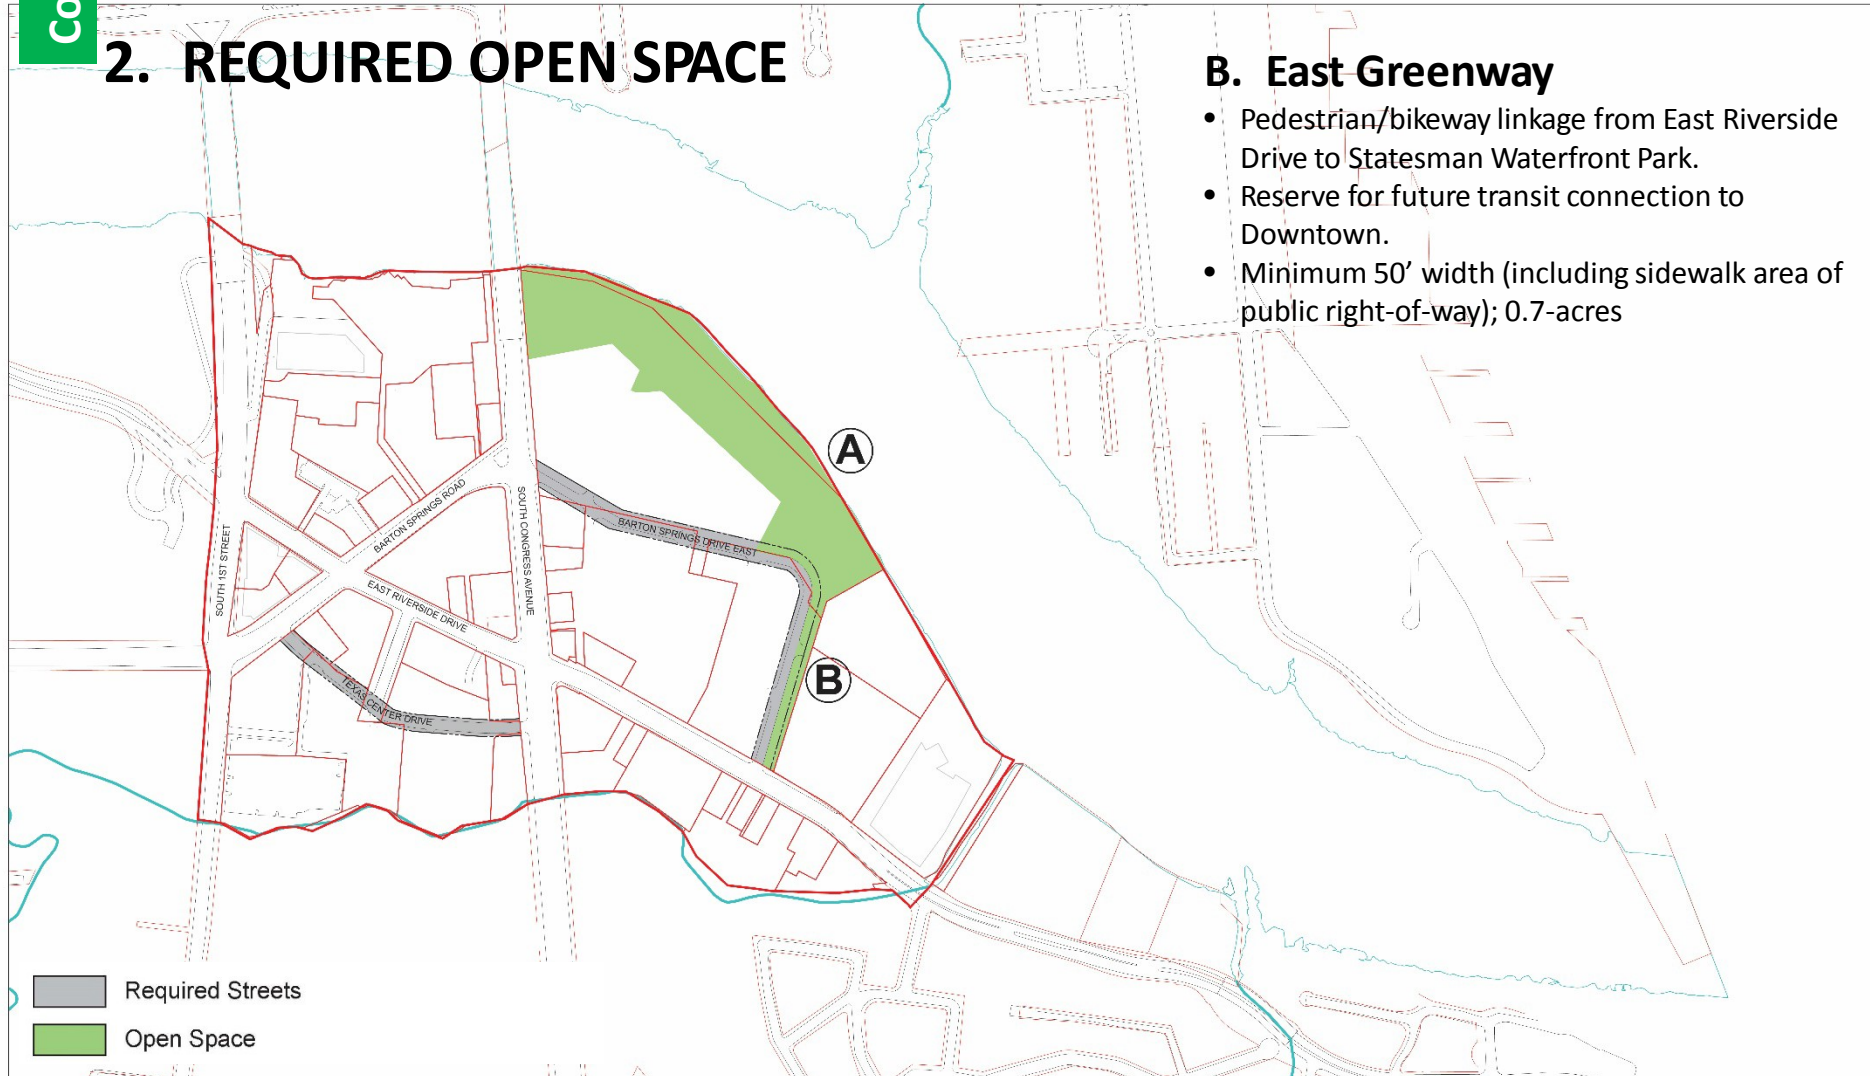 Co
2. REQUIRED OPEN SPACE
B. East Greenway
• Pedestrian/bikeway linkage from East Riverside
Drive to Statesman Waterfront Park.
• Reserve for future transit connection to
Downtown.
• Minimum 50’ width (including sidewalk area of
public right-of-way); 0.7-acres
A
BARTON SPRINGS ROAD
SOUTH CONGRESS AVENUE
BARTON SPRINGS DRIVE EAST
SOUTH 1ST STREET
EAST RIVERSIDE DRIVE
B
TEXAS CENTER DRIVE
Required Streets
Open Space